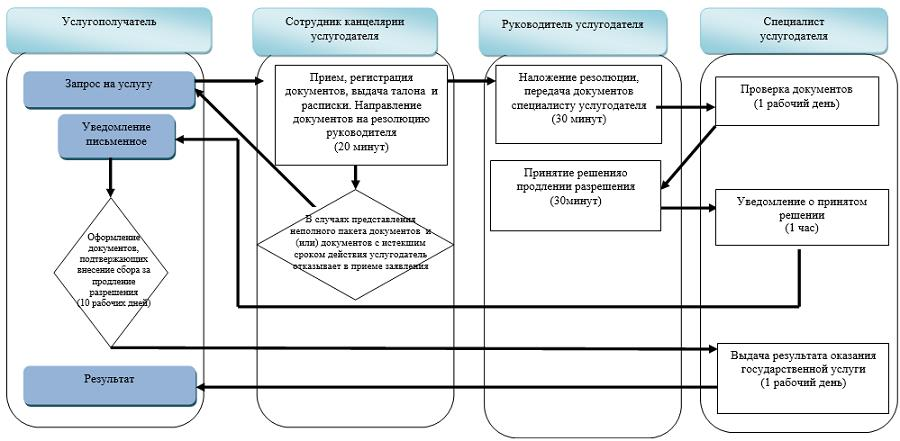 Услугополучатель
Сотрудник канцелярии
услугодателя
Руководитель услугодателя
Специалист
услугодателя
Запрос на услугу
Прием, регистрация
документов, выдача талона и
расписки. Направление
документов на резолюцию
руководителя
(20 минут)
Наложение резолюции,
передача документов
специалисту услугодателя
(30 минут)
Проверка документов
(1 рабочий день)
Уведомление
письменное
Принятие решенияо
продлении разрешения
(30минут)
Уведомление о принятом
решении
(1 час)
В случаях представления
неполного пакета документов и
(или) документов с истекшим
сроком действия услугодатель
отказывает в приеме заявления
Оформление
документов,
подтвержающих
внесение сбора за
продление
разрешения
(10 рабочих дней)
Выдача результата оказания
государственной услуги
(1 рабочий день)
Результат